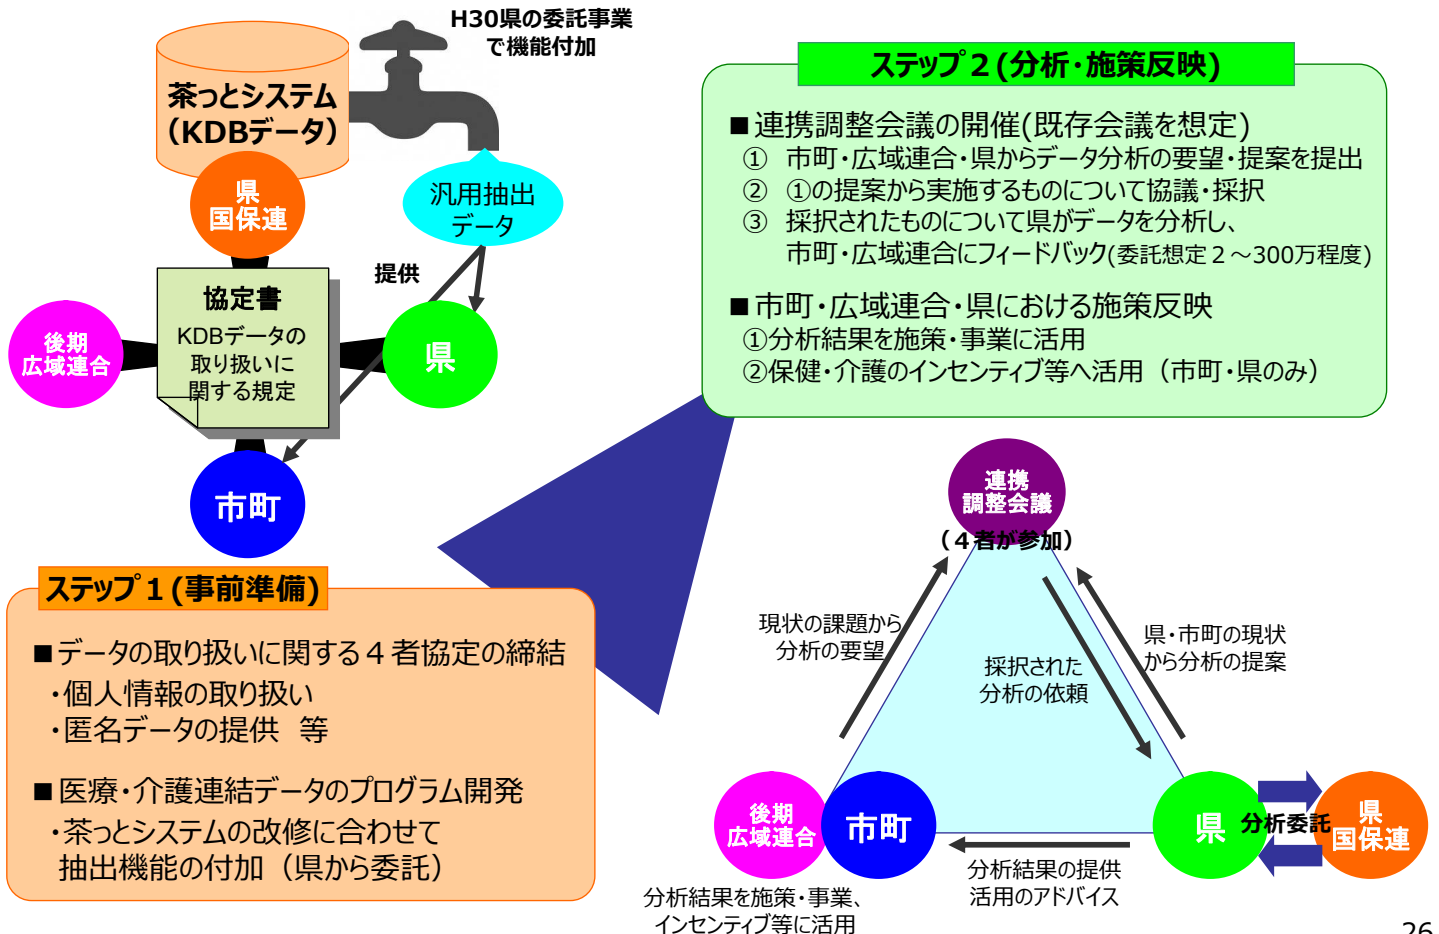 H30県の委託事業
で機能付加
茶っとシステム
（KDBデータ）
県
国保連
汎用抽出
データ
提供
協定書
KDBデータの
取り扱いに
関する規定
後期
広域連合
県
市町
ステップ１(事前準備)
■データの取り扱いに関する４者協定の締結
・個人情報の取り扱い
・匿名データの提供　等
■医療・介護連結データのプログラム開発
・茶っとシステムの改修に合わせて
抽出機能の付加（県から委託）
ステップ２(分析・施策反映)
■連携調整会議の開催(既存会議を想定)
①　市町・広域連合・県からデータ分析の要望・提案を提出
②　①の提案から実施するものについて協議・採択
③　採択されたものについて県がデータを分析し、
市町・広域連合にフィードバック(委託想定２～300万程度)
■市町・広域連合・県における施策反映
①分析結果を施策・事業に活用
②保健・介護のインセンティブ等へ活用（市町・県のみ）
連携
調整会議
（４者が参加）
現状の課題から
分析の要望
採択された
分析の依頼
県・市町の現状
から分析の提案
後期
広域連合
市町
県
分析委託
県
国保連
分析結果の提供
活用のアドバイス
分析結果を施策・事業、
インセンティブ等に活用
26